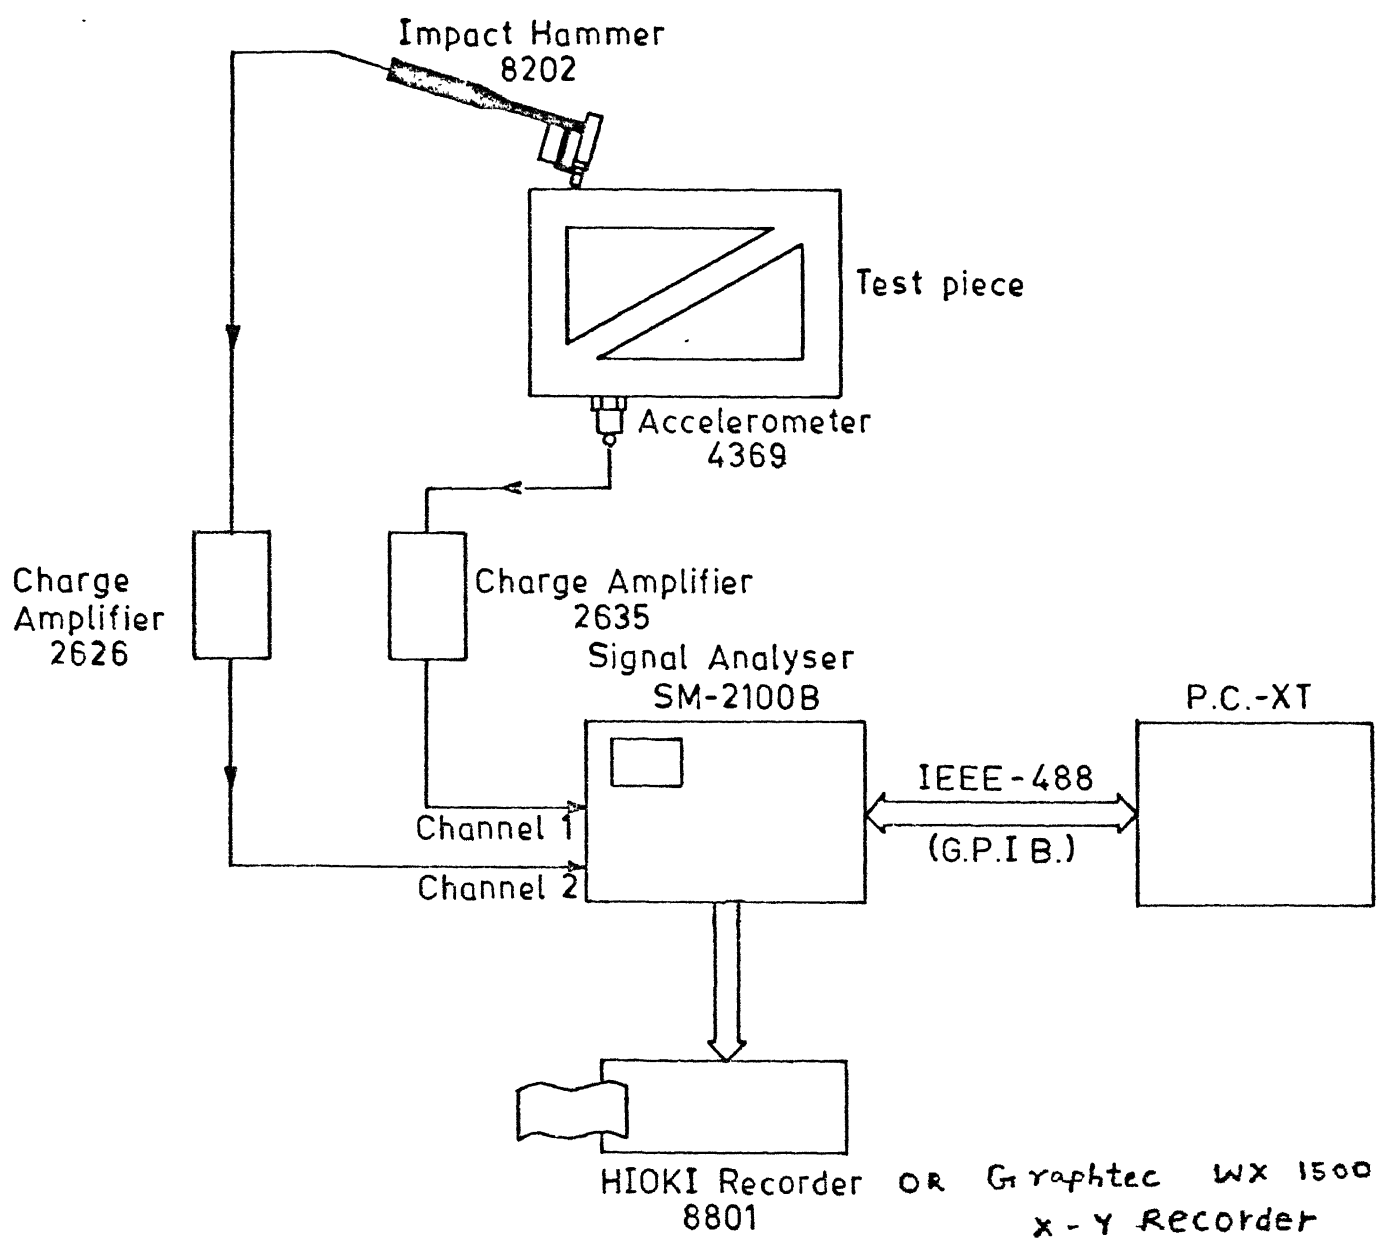 Impact Hammer
8202
Test piece
Accelerometer
4369
Charge
Amplifier
2626
Charge Amplifier
2635
Signal Analyser
SM-2100B
P.C.-XT
IEEE-488
(G.P.I B.)
Channel 1
Channel 2
HIOKI Recorder OR Graphtec WX 1500
8801 X-Y Recorder